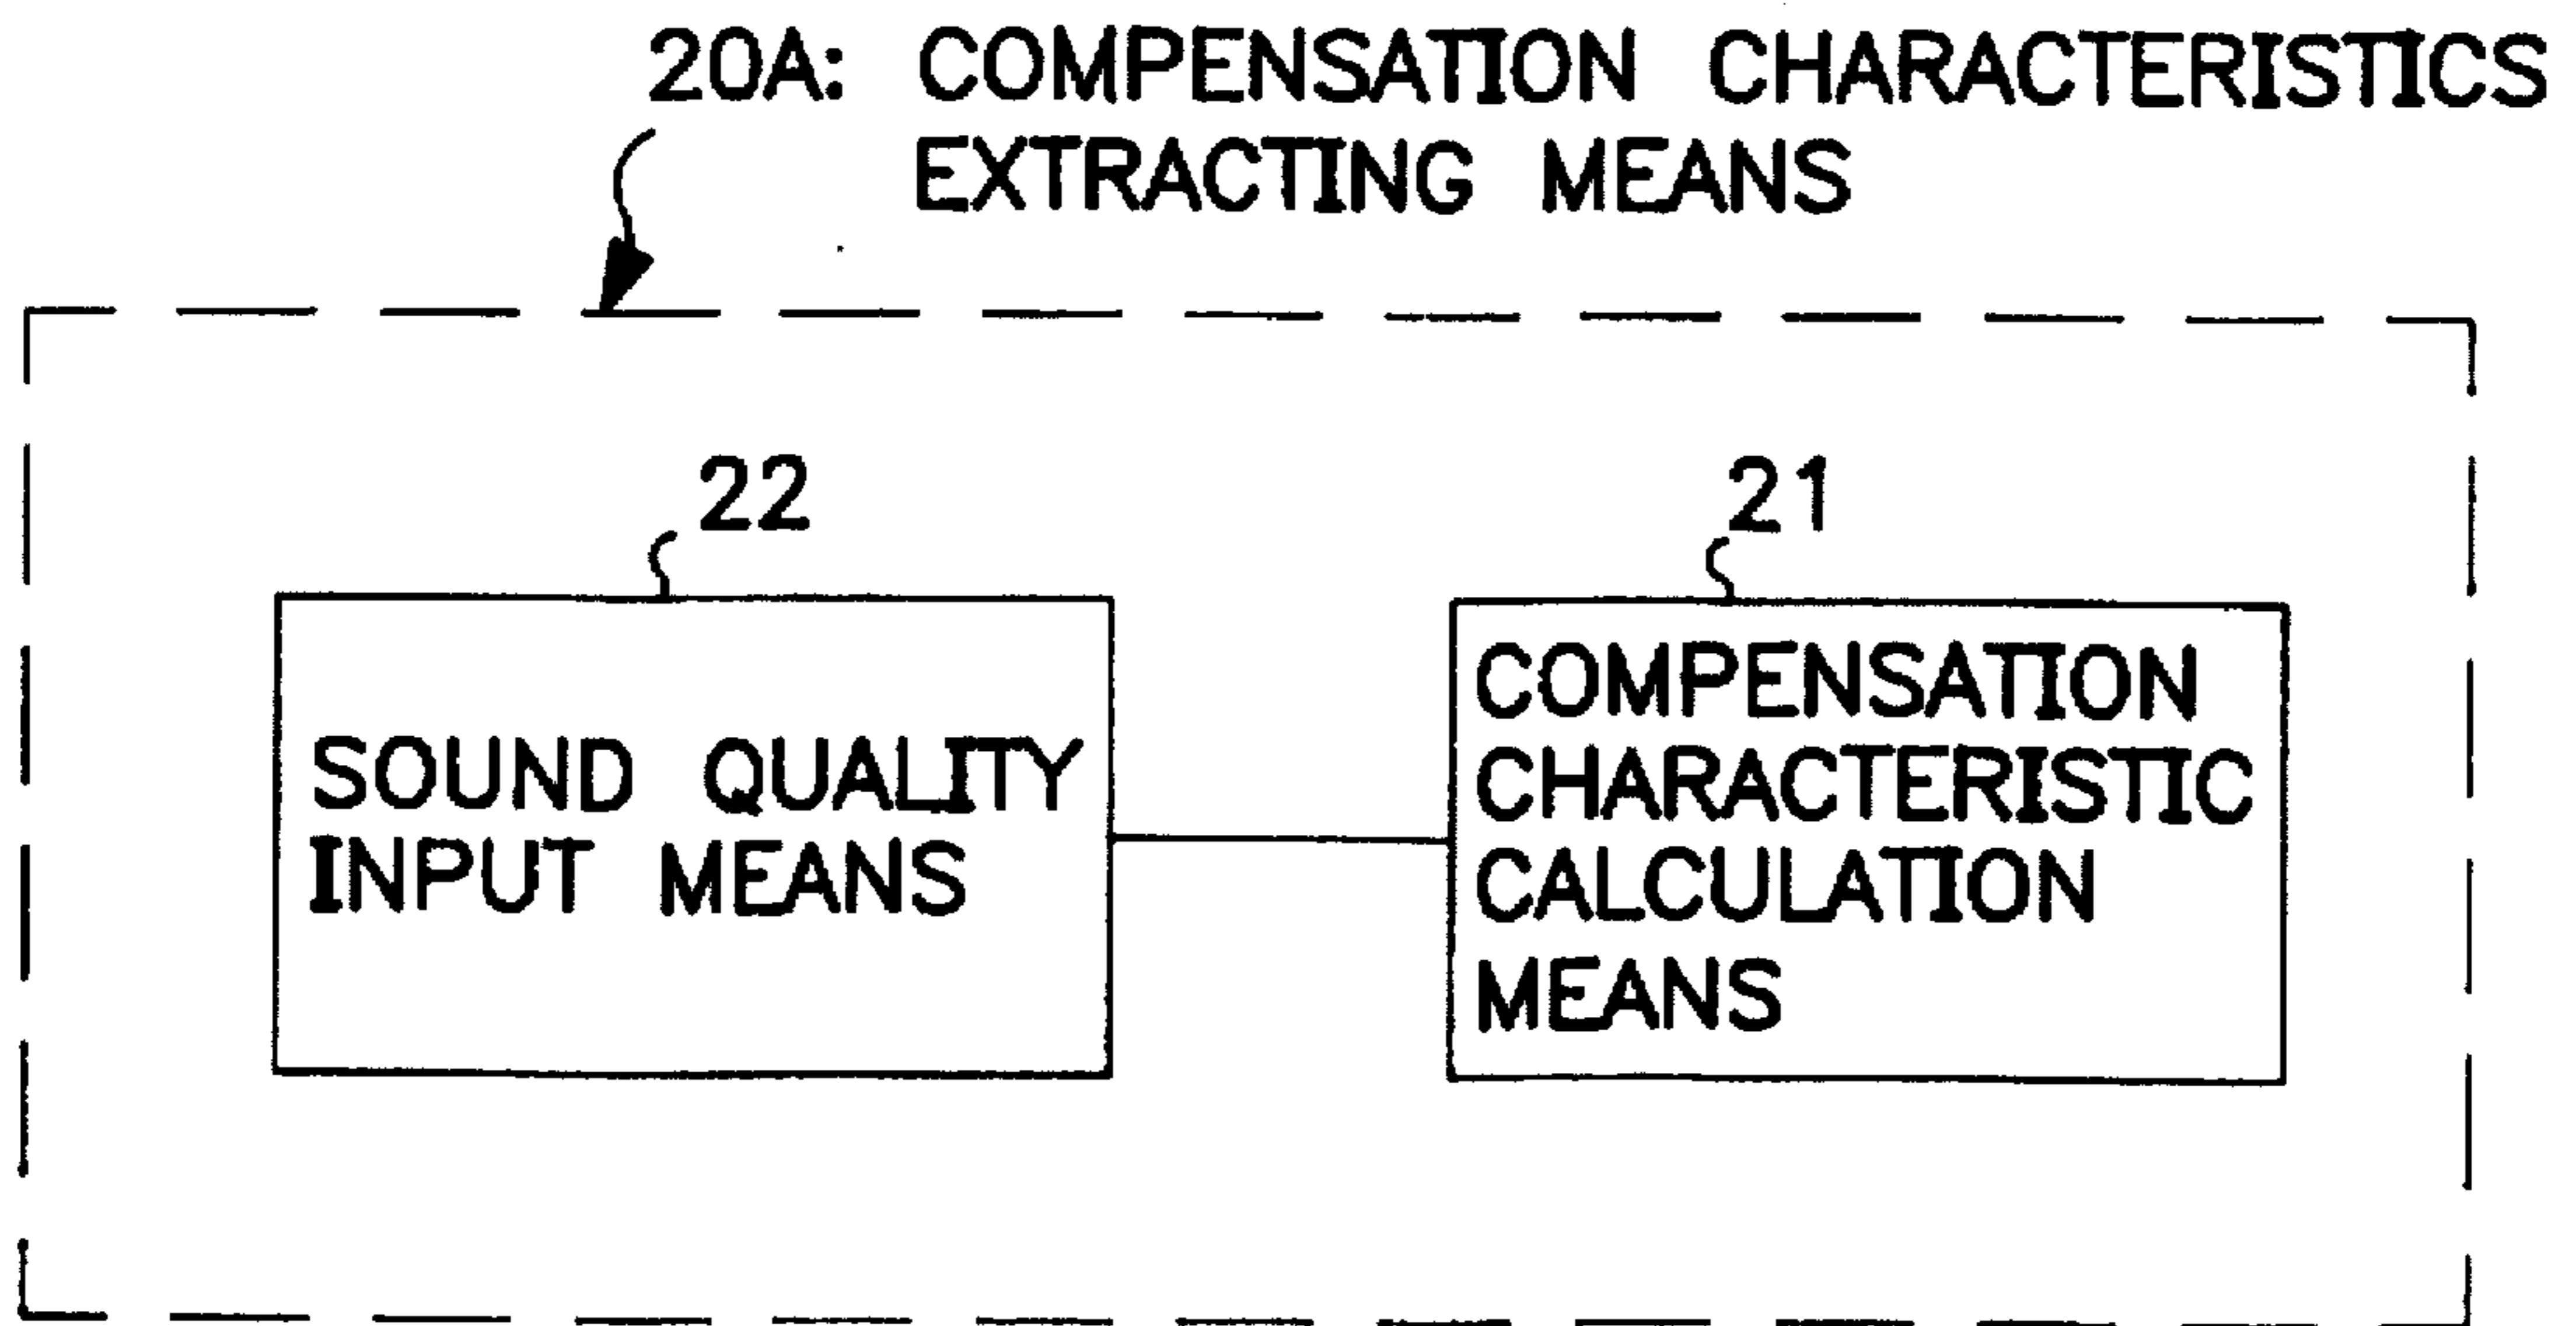 20A: COMPENSATION CHARACTERISTICS
EXTRACTING MEANS
22
21
SOUND QUALITY
INPUT MEANS
COMPENSATION
CHARACTERISTIC
CALCULATION
MEANS